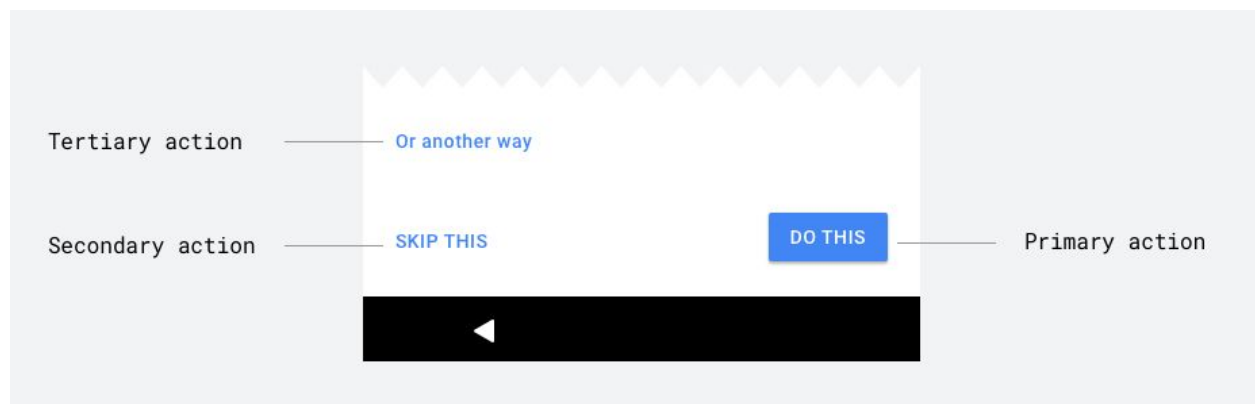 Tertiary action
Or another way
Secondary action
SKIP THIS
DO THIS
Primary action